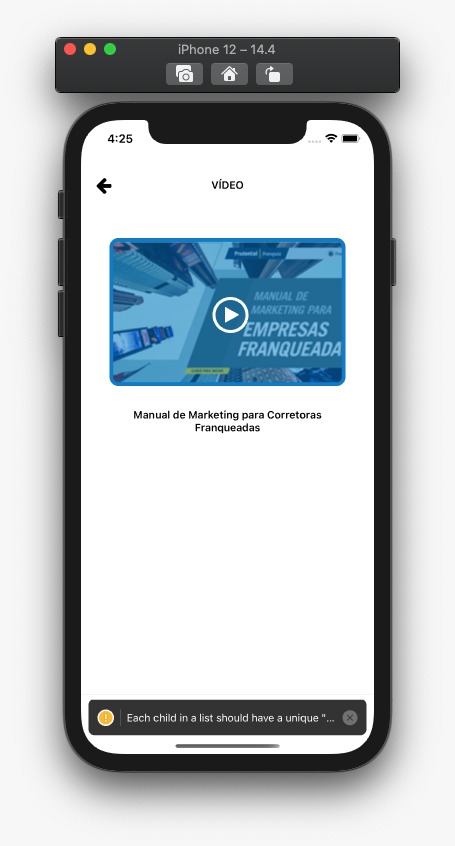 iPhone 12 – 14.4
4:25
VÍDEO
Prudential Franquia
MANUAL DE
MARKETING PARA
EMPRESAS
FRANQUEADA
Manual de Marketing para Corretoras
Franqueadas
Each child in a list should have a unique "...